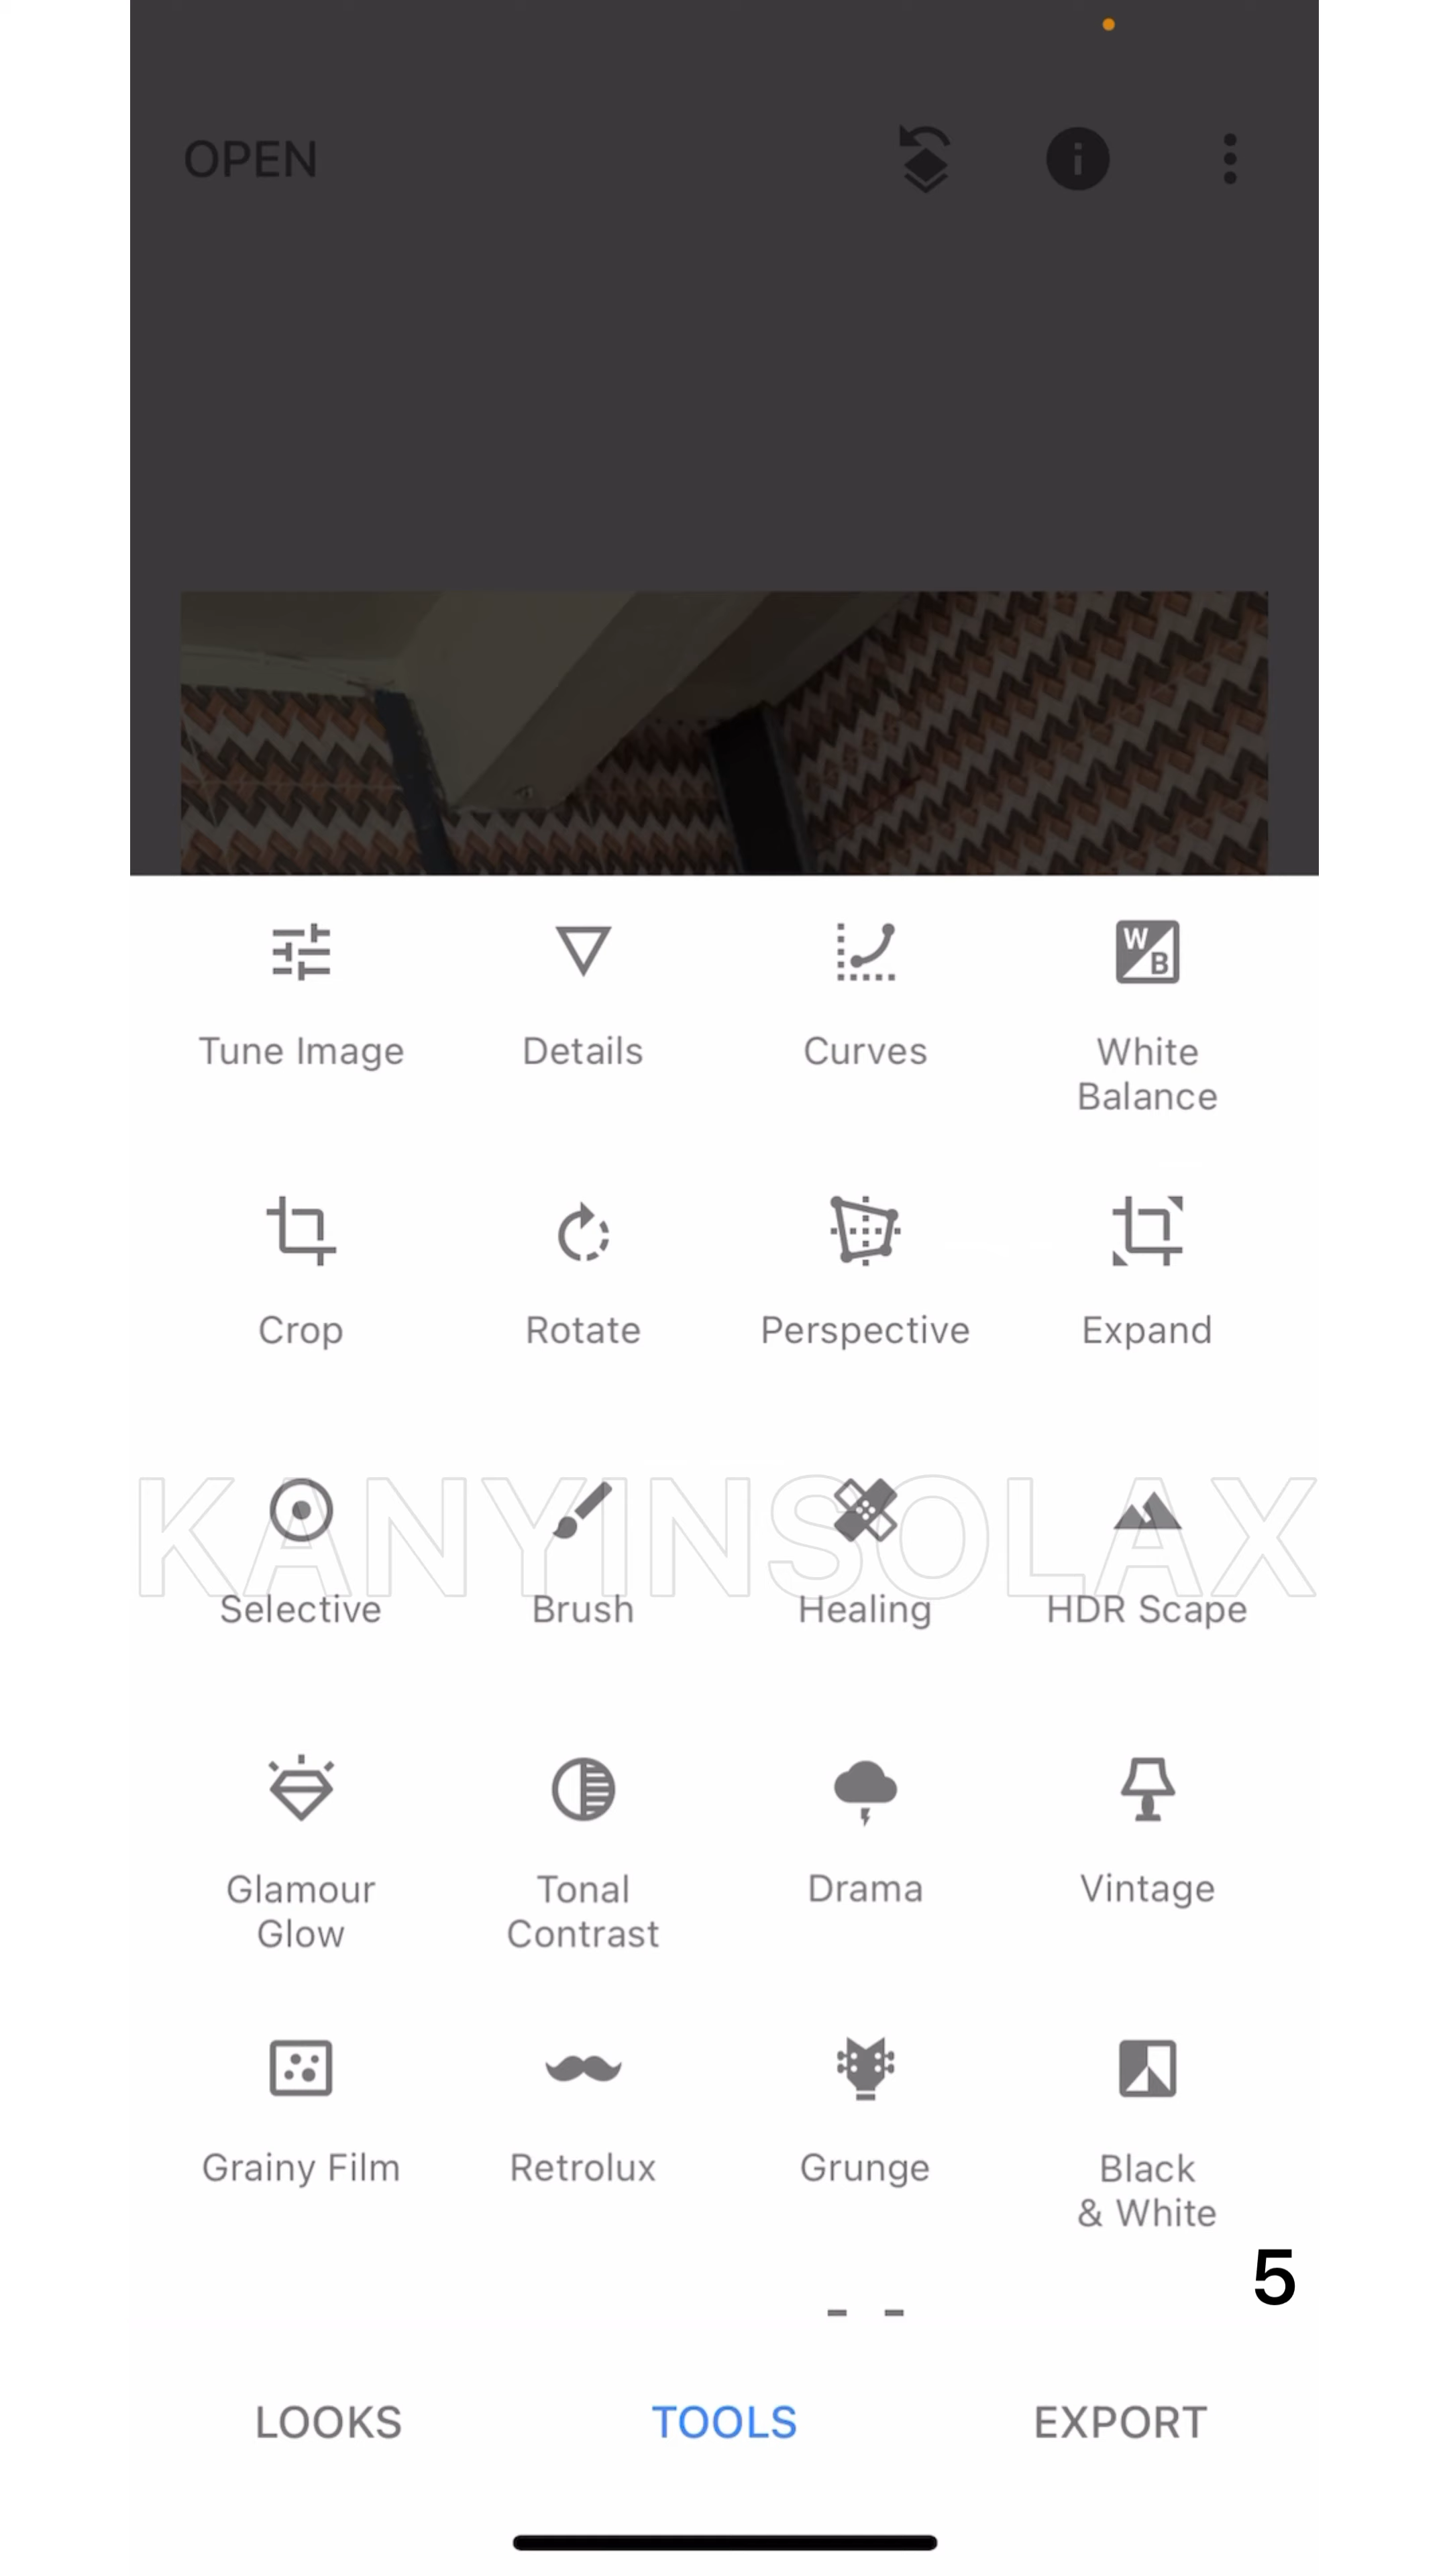 OPEN
Tune Image Details Curves White
Balance
Crop Rotate Perspective Expand
KANYINSOLAX
Selective Brush Healing HDR Scape
Glamour Tonal Drama Vintage
Glow Contrast
Grainy Film Retrolux Grunge Black
& White
5
LOOKS TOOLS EXPORT